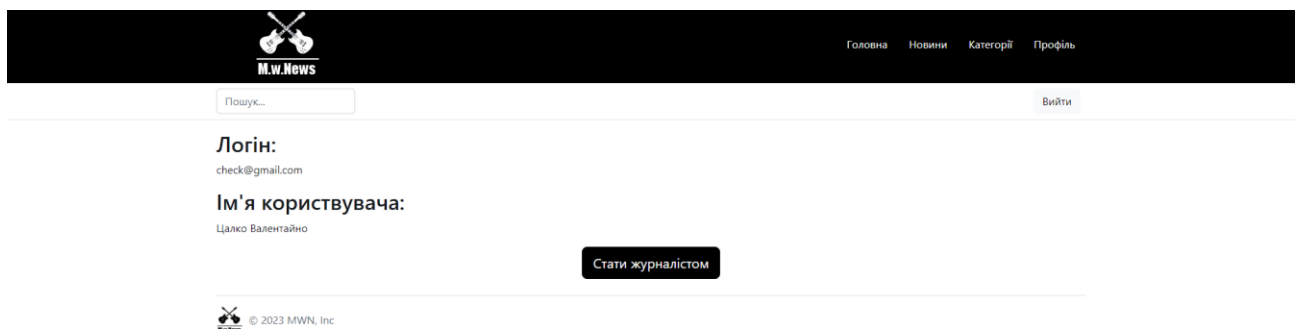 M.w.News
Головна Новини Категорії Профіль
Пошук...
Вийти
Логін:
check@gmail.com
Ім'я користувача:
Цалко Валентайно
Стати журналістом
© 2023 MWN, Inc